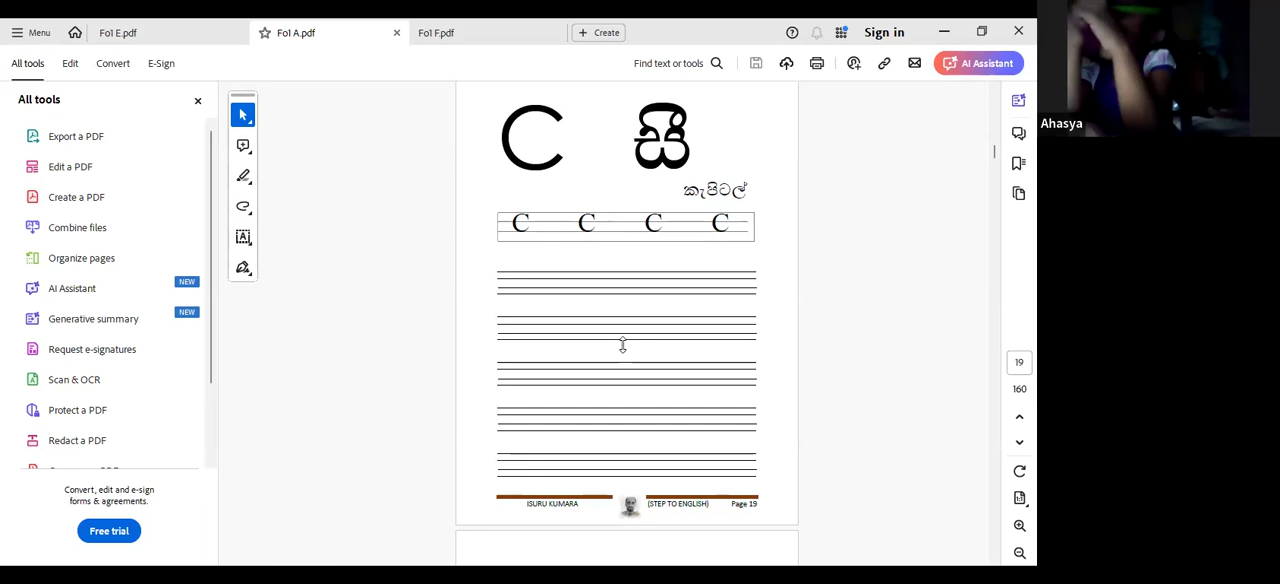 Menu
Fo1 E.pdf
Fo1 A.pdf
Fo1 F.pdf
Create
Sign in
All tools
Edit
Convert
E-Sign
Find text or tools
AI Assistant
All tools
Export a PDF
Edit a PDF
Create a PDF
Combine files
Organize pages
AI Assistant
NEW
Generative summary
NEW
Request e-signatures
Scan & OCR
Protect a PDF
Redact a PDF
Convert, edit and e-sign
forms & agreements.
Free trial
C සී
කැපිටල්
C C C C
ISURU KUMARA (STEP TO ENGLISH) Page 19
19
160
Ahasya